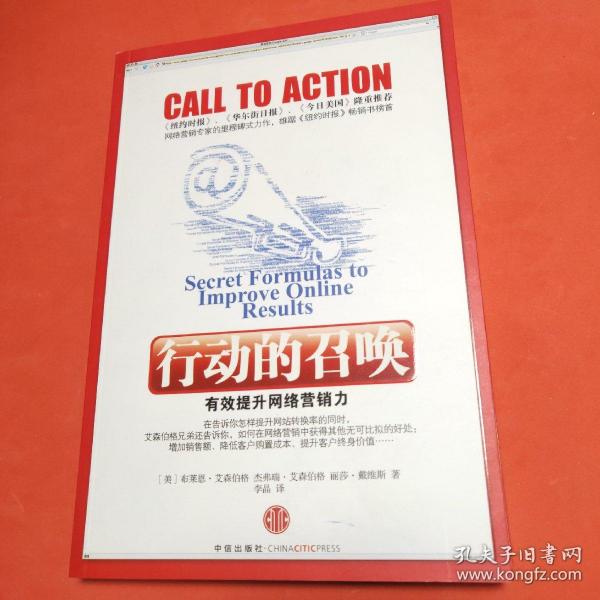 CALL TO ACTION
《纽约时报》、《华尔街日报》、《今日美国》隆重推荐
网络营销专家的里程碑式力作，雄踞《纽约时报》畅销书榜首
@
Secret Formulas to
Improve Online
Results
行动的召唤
有效提升网络营销力
在告诉你怎样提升网站转换率的同时，
艾森伯格兄弟还告诉你，如何在网络营销中获得其他无可比拟的好处：
增加销售额、降低客户购置成本、提升客户终身价值……
［美］布莱恩·艾森伯格 杰弗瑞·艾森伯格 丽莎·戴维斯 著
李晶 译
中信出版社·CHINACITICPRESS
孔夫子旧书网
www.kongfz.com